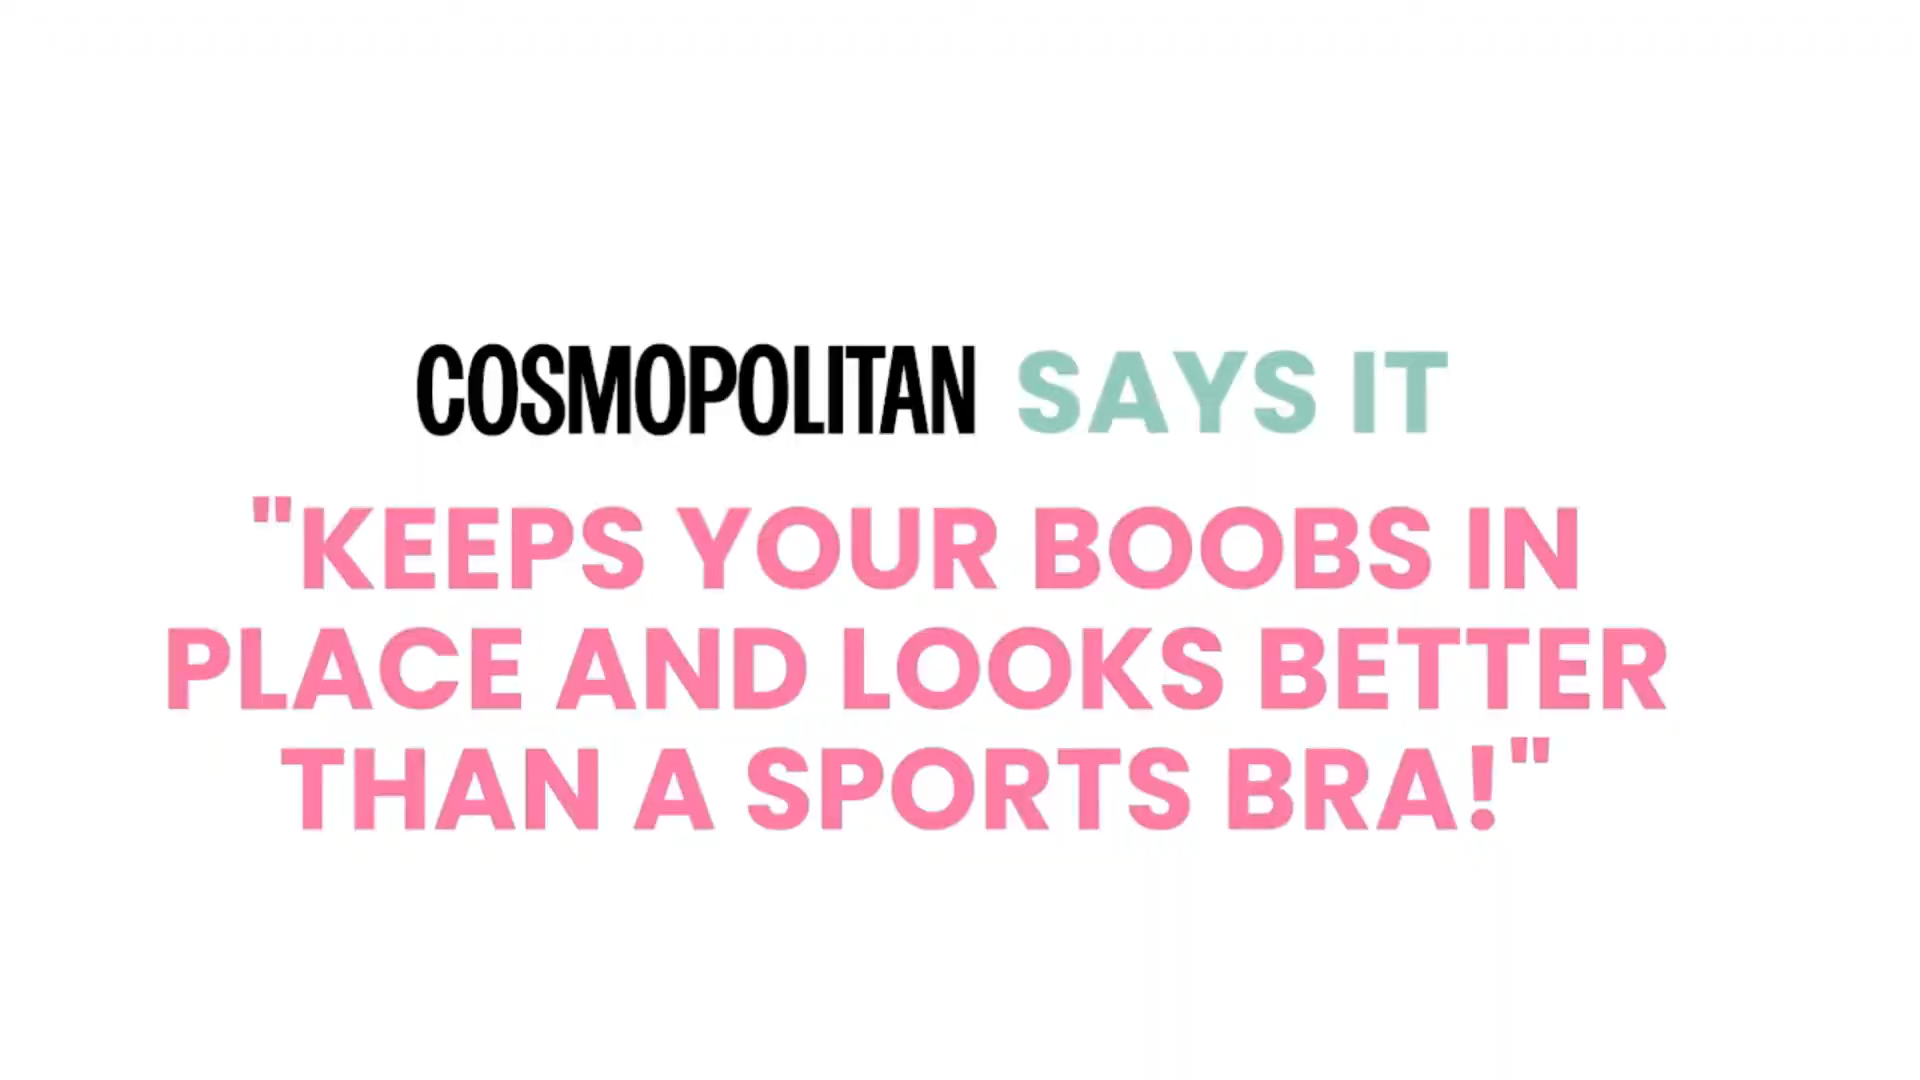 COSMOPOLITAN SAYS IT
"KEEPS YOUR BOOBS IN
PLACE AND LOOKS BETTER
THAN A SPORTS BRA!"